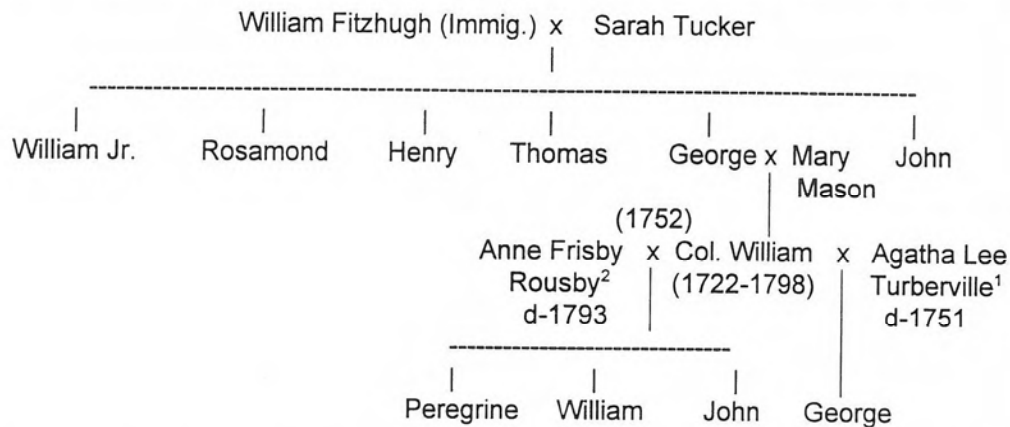 William Fitzhugh (Immig.) x Sarah Tucker
William Jr. Rosamond Henry Thomas George x Mary John
Mason
(1752)
Anne Frisby x Col. William x Agatha Lee
Rousby² (1722-1798) Turberville¹
d-1793 d-1751
Peregrine William John George